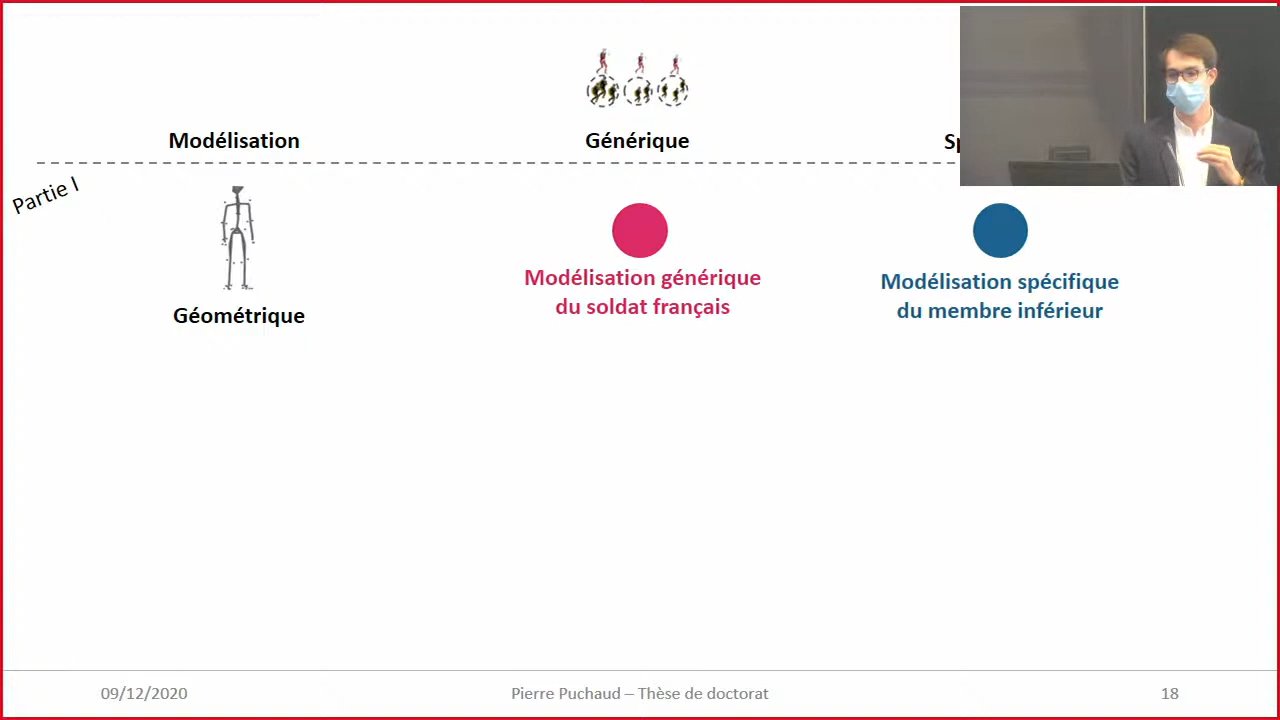 Modélisation
Générique
Partie I
Géométrique
Modélisation générique
du soldat français
Modélisation spécifique
du membre inférieur
09/12/2020
Pierre Puchaud – Thèse de doctorat
18